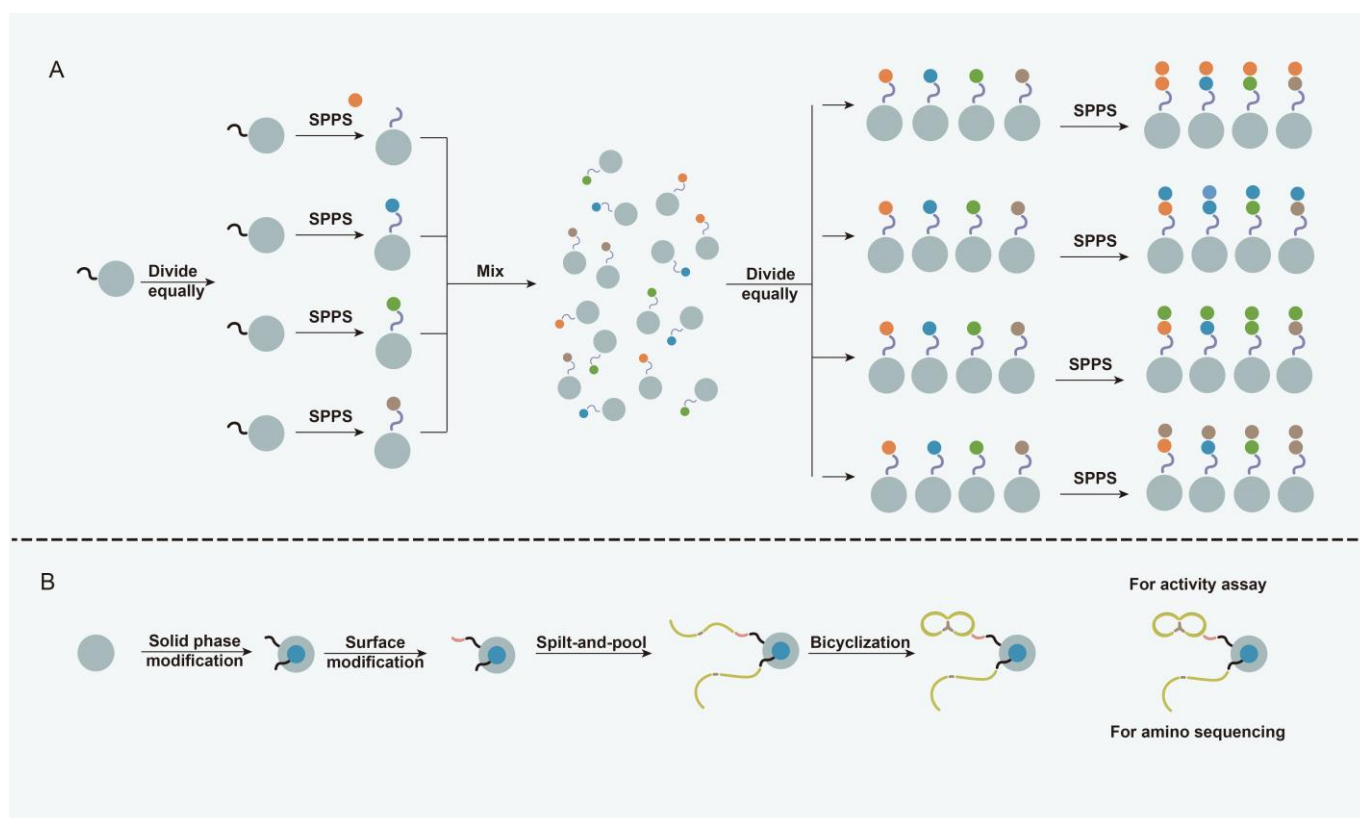 A
SPPS
SPPS
SPPS
SPPS
Divide
equally
Mix
Divide
equally
SPPS
SPPS
SPPS
SPPS
B
Solid phase
modification
Surface
modification
Spilt-and-pool
Bicyclization
For activity assay
For amino sequencing